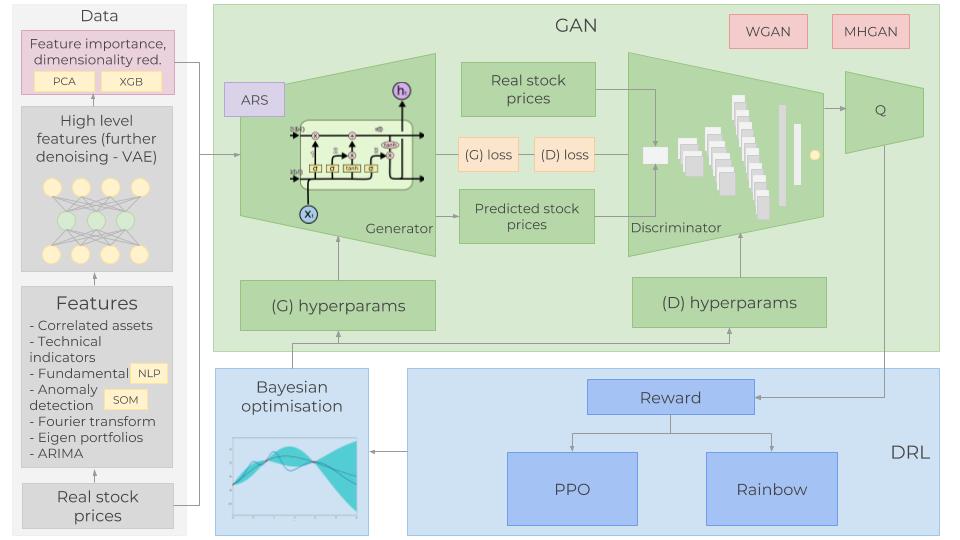 Data
Feature importance,
dimensionality red.
PCA
XGB
High level
features (further
denoising - VAE)
Features
- Correlated assets
- Technical
indicators
- Fundamental
NLP
- Anomaly
detection
SOM
- Fourier transform
- Eigen portfolios
- ARIMA
Real stock
prices
GAN
WGAN
MHGAN
ARS
Generator
Real stock
prices
(G) loss
(D) loss
Predicted stock
prices
Discriminator
Q
(G) hyperparams
(D) hyperparams
Bayesian
optimisation
DRL
Reward
PPO
Rainbow
tanh
tanh